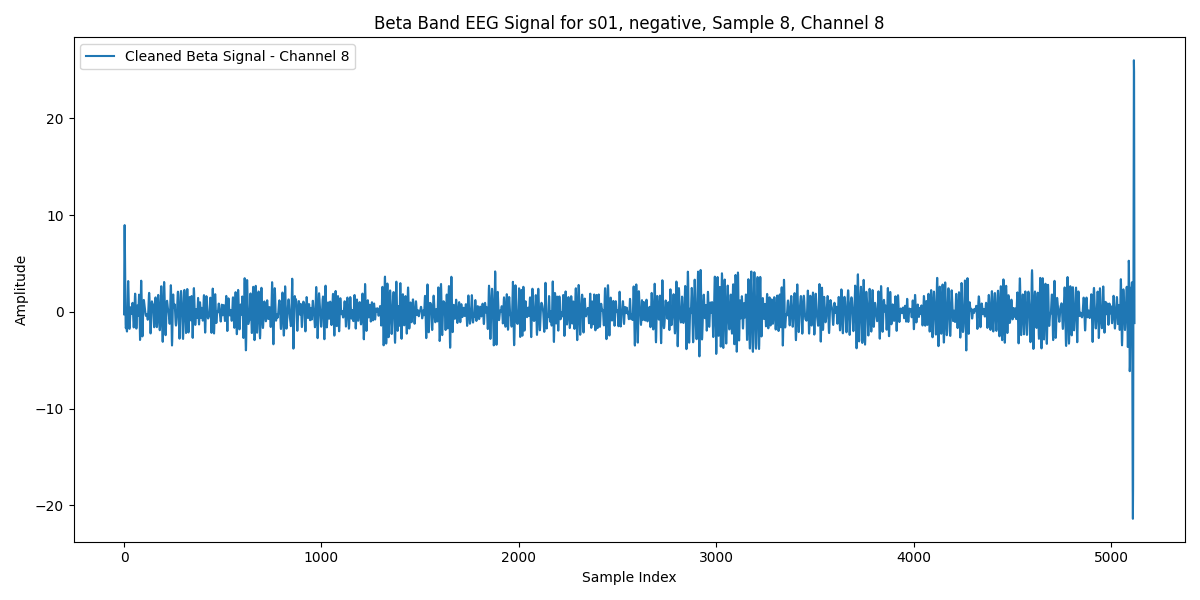 Beta Band EEG Signal for s01, negative, Sample 8, Channel 8
Cleaned Beta Signal - Channel 8
Amplitude
20
10
0
−10
−20
0 1000 2000 3000 4000 5000
Sample Index